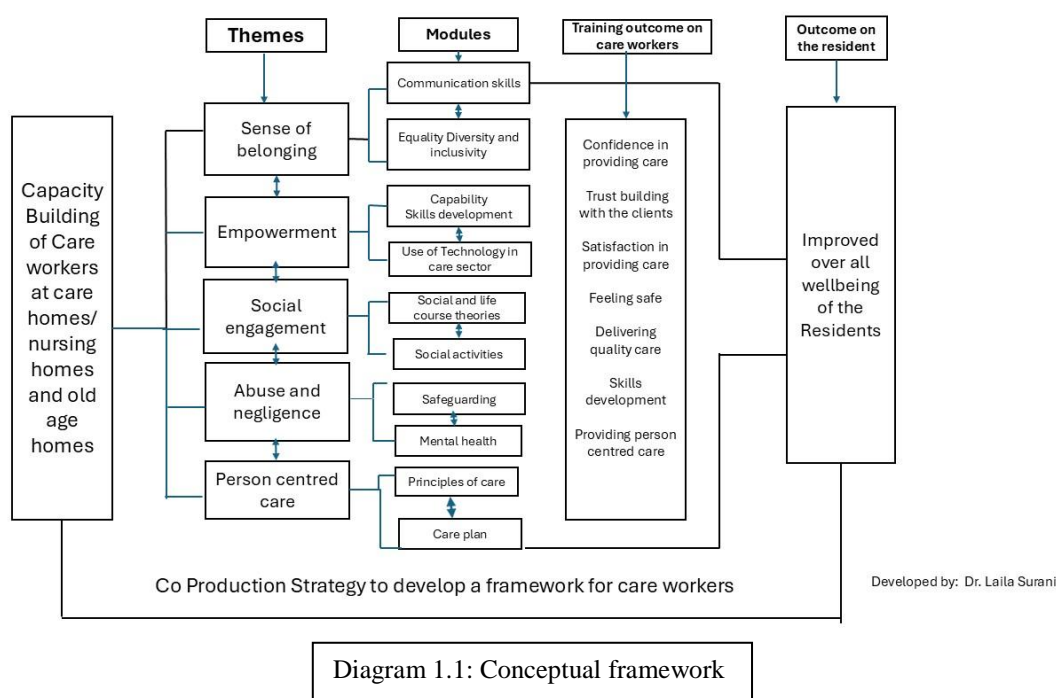 Themes
Modules
Training outcome on
care workers
Outcome on
the resident
Capacity
Building
of Care
workers
at care
homes/
nursing
homes
and old
age
homes
Sense of
belonging
Empowerment
Social
engagement
Abuse and
negligence
Person centred
care
Communication skills
Equality Diversity and
inclusivity
Capability
Skills development
Use of Technology in
care sector
Social and life
course theories
Social activities
Safeguarding
Mental health
Principles of care
Care plan
Confidence in
providing care
Trust building
with the clients
Satisfaction in
providing care
Feeling safe
Delivering
quality care
Skills
development
Providing person
centred care
Improved
over all
wellbeing
of the
Residents
Co Production Strategy to develop a framework for care workers
Developed by: Dr. Laila Surani
Diagram 1.1: Conceptual framework